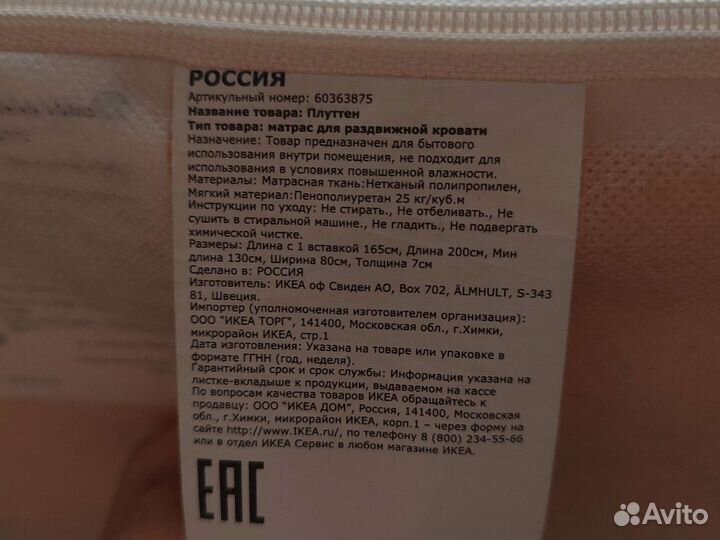 РОССИЯ
Артикульный номер: 60363875
Название товара: Плуттен
Тип товара: матрас для раздвижной кровати
Назначение: Товар предназначен для бытового
использования внутри помещения, не подходит для
использования в условиях повышенной влажности.
Материалы: Матрасная ткань:Нетканый полипропилен,
Мягкий материал:Пенополиуретан 25 кг/куб.м
Инструкции по уходу: Не стирать., Не отбеливать., Не
сушить в стиральной машине., Не гладить., Не подвергать
химической чистке.
Размеры: Длина с 1 вставкой 165см, Длина 200см, Мин
длина 130см, Ширина 80см, Толщина 7см
Сделано в: РОССИЯ
Изготовитель: ИКЕА оф Свиден АО, Box 702, ÄLMHULT, S-343
81, Швеция.
Импортер (уполномоченная изготовителем организация):
ООО "ИКЕА ТОРГ", 141400, Московская обл., г.Химки,
микрорайон ИКЕА, стр.1
Дата изготовления: Указана на товаре или упаковке в
формате ГГНН (год, неделя).
Гарантийный срок и срок службы: Информация указана на
листке-вкладыше к продукции, выдаваемом на кассе
По вопросам качества товаров ИКЕА обращайтесь к
продавцу: ООО "ИКЕА ДОМ", Россия, 141400, Московская
обл., г.Химки, микрорайон ИКЕА, корп.1 – через форму на
сайте http://www.IKEA.ru/, по телефону 8 (800) 234-55-66
или в отдел ИКЕА Сервис в любом магазине ИКЕА.
EAC
Avito